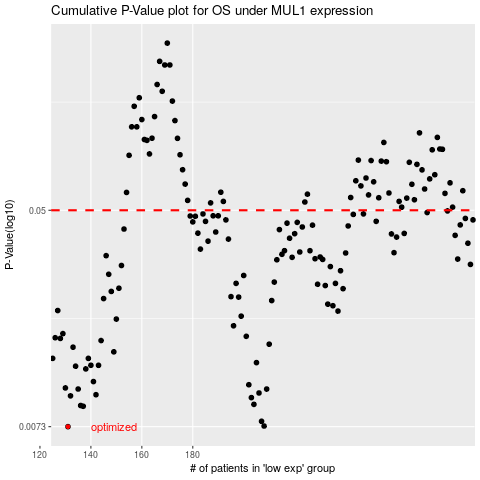 Cumulative P-Value plot for OS under MUL1 expression
P-Value(log10)
0.05
0.0073
optimized
120 140 160 180
# of patients in 'low exp' group